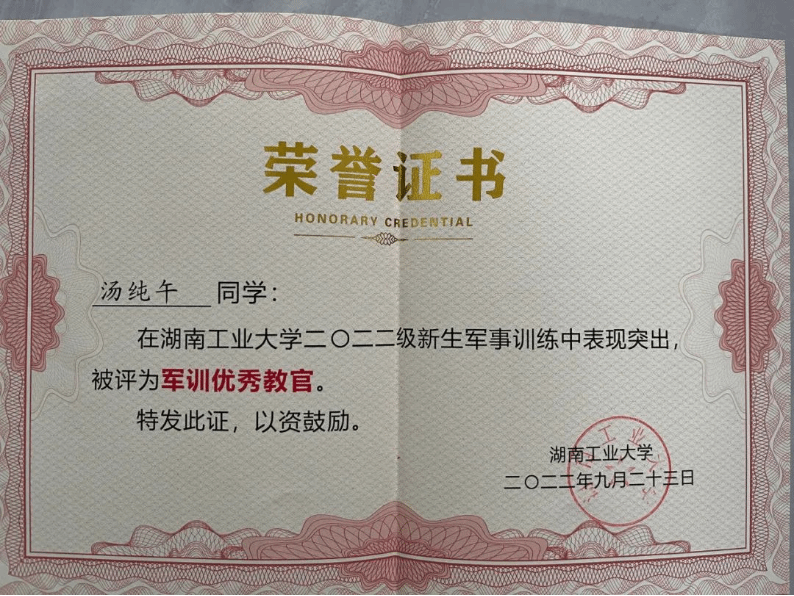 荣誉证书
HONORARY CREDENTIAL
汤纯午 同学：
在湖南工业大学二〇二二级新生军事训练中表现突出，
被评为军训优秀教官。
特发此证，以资鼓励。
湖南工业大学
二〇二二年九月二十三日